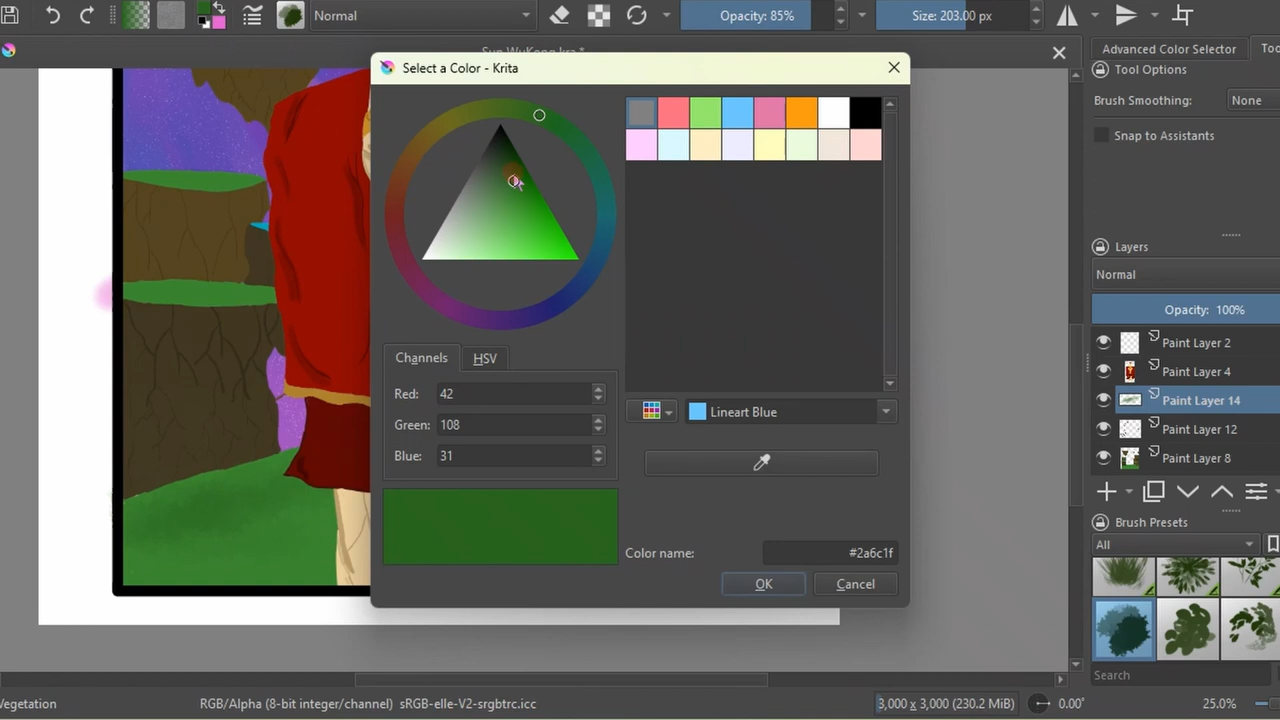 Normal
Opacity: 85%
Size: 203.00 px
Sun WuKong.kra *
Select a Color - Krita
Advanced Color Selector
Tool Options
Brush Smoothing:
None
Snap to Assistants
Layers
Normal
Opacity: 100%
Paint Layer 2
Paint Layer 4
Paint Layer 14
Paint Layer 12
Paint Layer 8
Channels
HSV
Red:
42
Green:
108
Blue:
31
Lineart Blue
Color name:
#2a6c1f
OK
Cancel
Brush Presets
All
Search
Vegetation
RGB/Alpha (8-bit integer/channel) sRGB-elle-V2-srgbtrc.icc
3,000 x 3,000 (230.2 MiB)
0.00°
25.0%